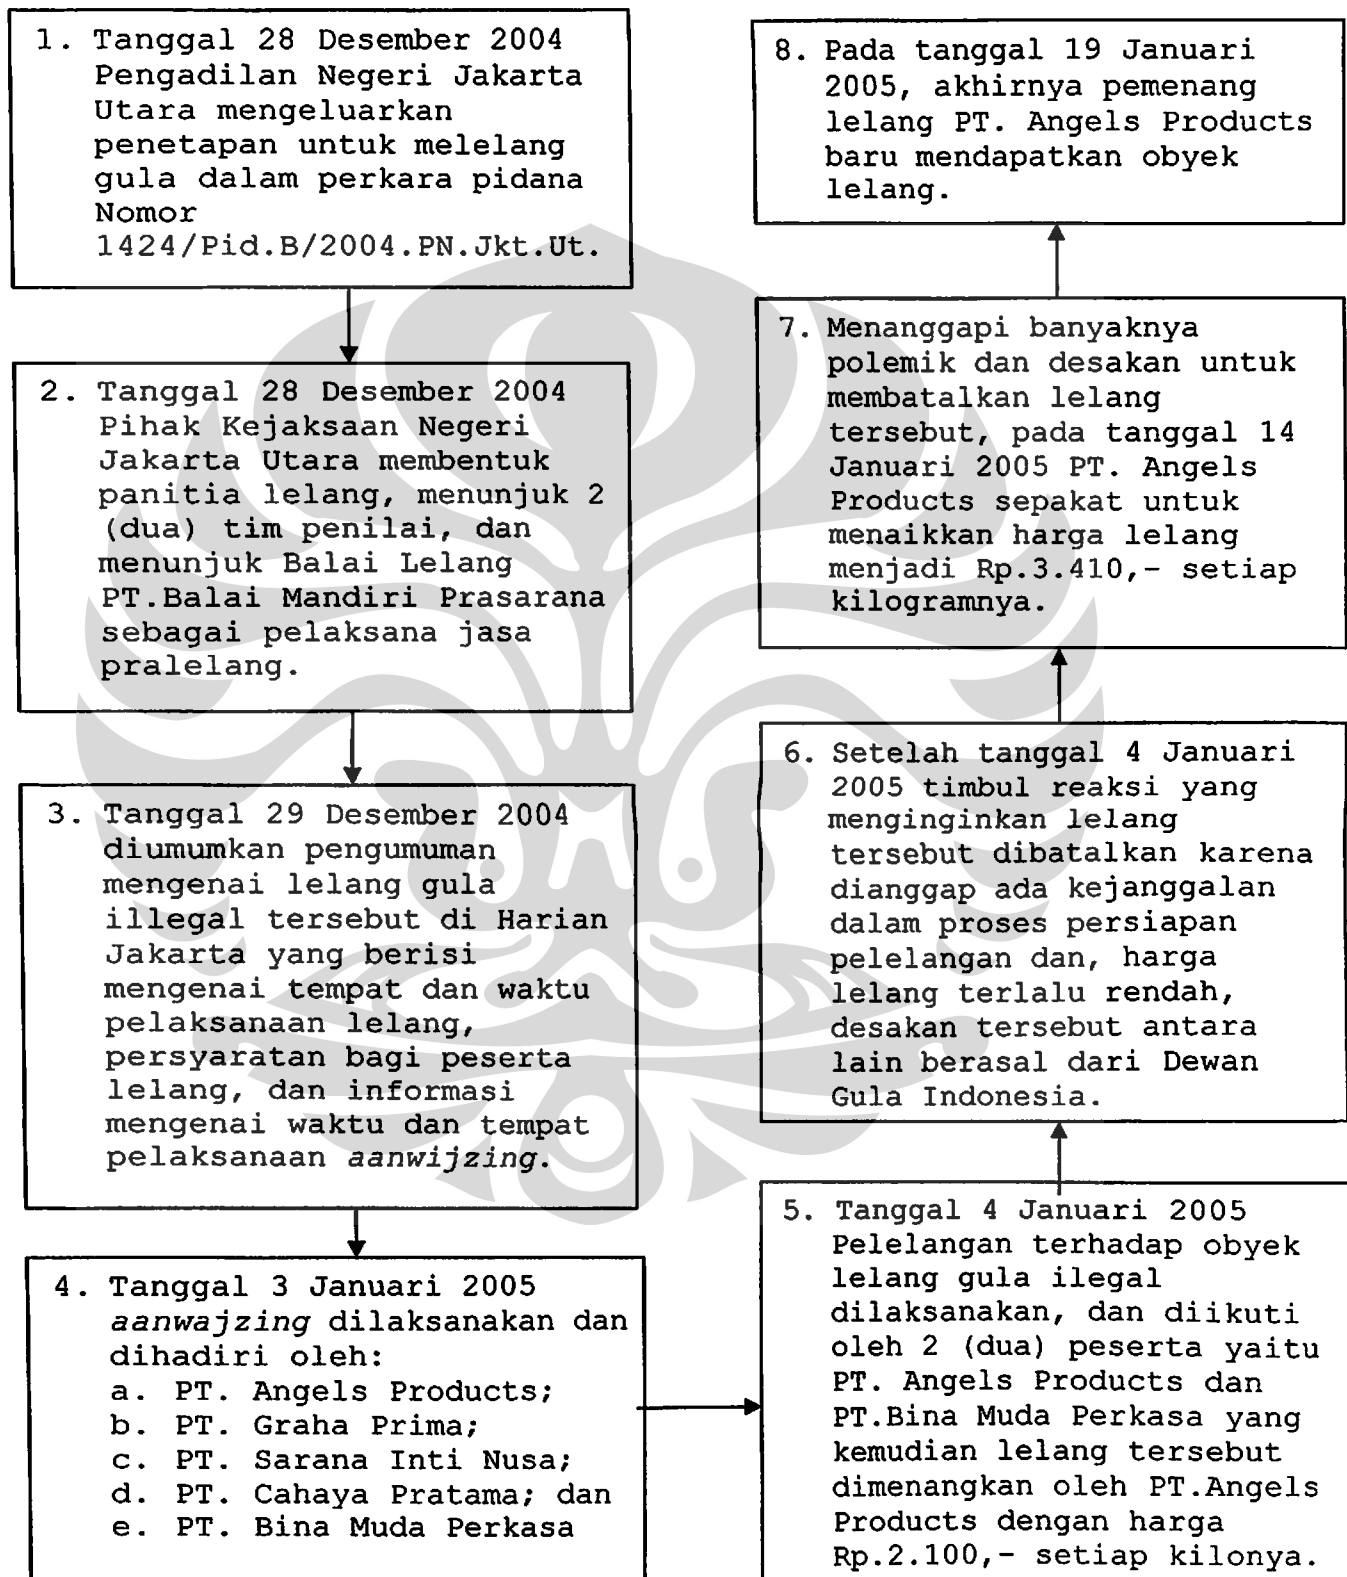 1. Tanggal 28 Desember 2004
Pengadilan Negeri Jakarta
Utara mengeluarkan
penetapan untuk melelang
gula dalam perkara pidana
Nomor
1424/Pid.B/2004.PN.Jkt.Ut.
2. Tanggal 28 Desember 2004
Pihak Kejaksaan Negeri
Jakarta Utara membentuk
panitia lelang, menunjuk 2
(dua) tim penilai, dan
menunjuk Balai Lelang
PT.Balai Mandiri Prasarana
sebagai pelaksana jasa
pralelang.
3. Tanggal 29 Desember 2004
diumumkan pengumuman
mengenai lelang gula
illegal tersebut di Harian
Jakarta yang berisi
mengenai tempat dan waktu
pelaksanaan lelang,
persyaratan bagi peserta
lelang, dan informasi
mengenai waktu dan tempat
pelaksanaan aanwijzing.
4. Tanggal 3 Januari 2005
aanwajzing dilaksanakan dan
dihadiri oleh:
a. PT. Angels Products;
b. PT. Graha Prima;
c. PT. Sarana Inti Nusa;
d. PT. Cahaya Pratama; dan
e. PT. Bina Muda Perkasa
5. Tanggal 4 Januari 2005
Pelelangan terhadap obyek
lelang gula ilegal
dilaksanakan, dan diikuti
oleh 2 (dua) peserta yaitu
PT. Angels Products dan
PT.Bina Muda Perkasa yang
kemudian lelang tersebut
dimenangkan oleh PT.Angels
Products dengan harga
Rp.2.100,- setiap kilonya.
6. Setelah tanggal 4 Januari
2005 timbul reaksi yang
menginginkan lelang
tersebut dibatalkan karena
dianggap ada kejanggalan
dalam proses persiapan
pelelangan dan, harga
lelang terlalu rendah,
desakan tersebut antara
lain berasal dari Dewan
Gula Indonesia.
7. Menanggapi banyaknya
polemik dan desakan untuk
membatalkan lelang
tersebut, pada tanggal 14
Januari 2005 PT. Angels
Products sepakat untuk
menaikkan harga lelang
menjadi Rp.3.410,- setiap
kilogramnya.
8. Pada tanggal 19 Januari
2005, akhirnya pemenang
lelang PT. Angels Products
baru mendapatkan obyek
lelang.